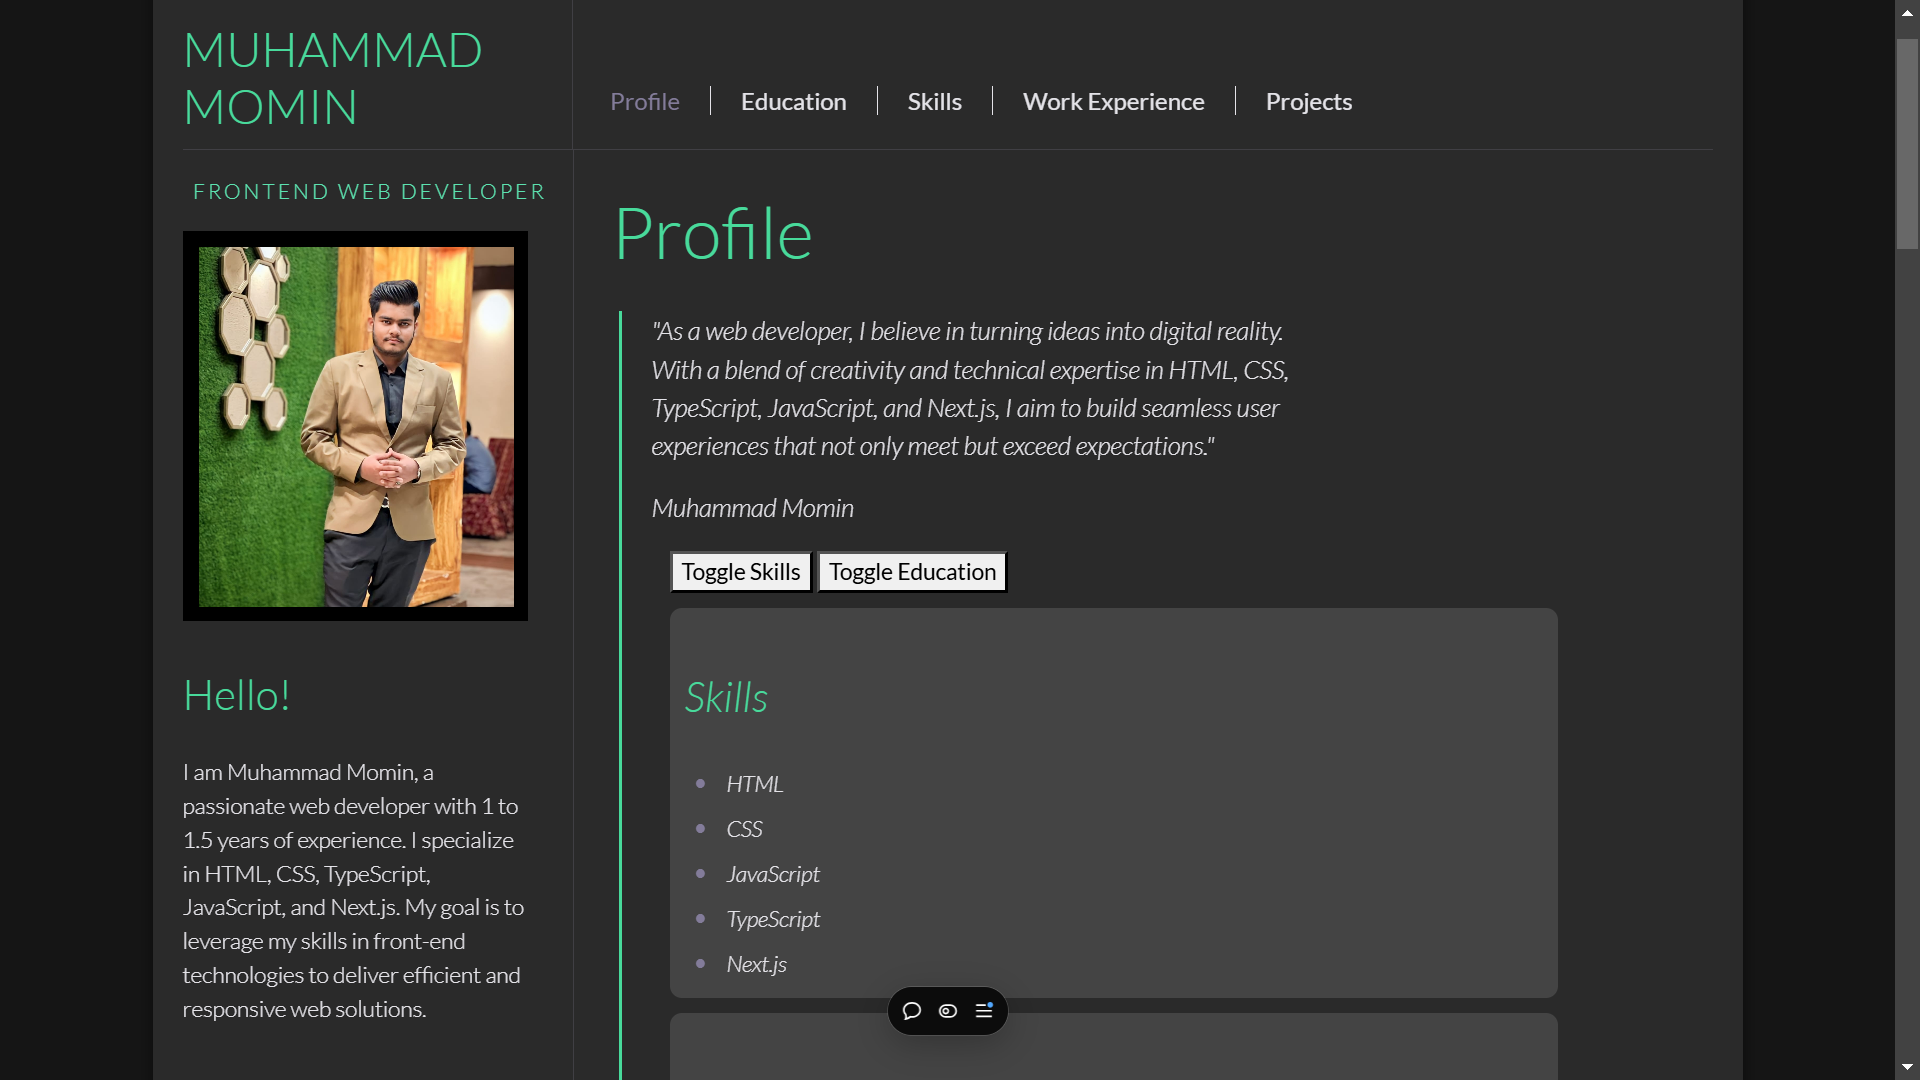 MUHAMMAD
MOMIN
Profile
Education
Skills
Work Experience
Projects
FRONTEND WEB DEVELOPER
Hello!
I am Muhammad Momin, a
passionate web developer with 1 to
1.5 years of experience. I specialize
in HTML, CSS, TypeScript,
JavaScript, and Next.js. My goal is to
leverage my skills in front-end
technologies to deliver efficient and
responsive web solutions.
Profile
"As a web developer, I believe in turning ideas into digital reality.
With a blend of creativity and technical expertise in HTML, CSS,
TypeScript, JavaScript, and Next.js, I aim to build seamless user
experiences that not only meet but exceed expectations."
Muhammad Momin
Toggle Skills
Toggle Education
Skills
HTML
CSS
JavaScript
TypeScript
Next.js